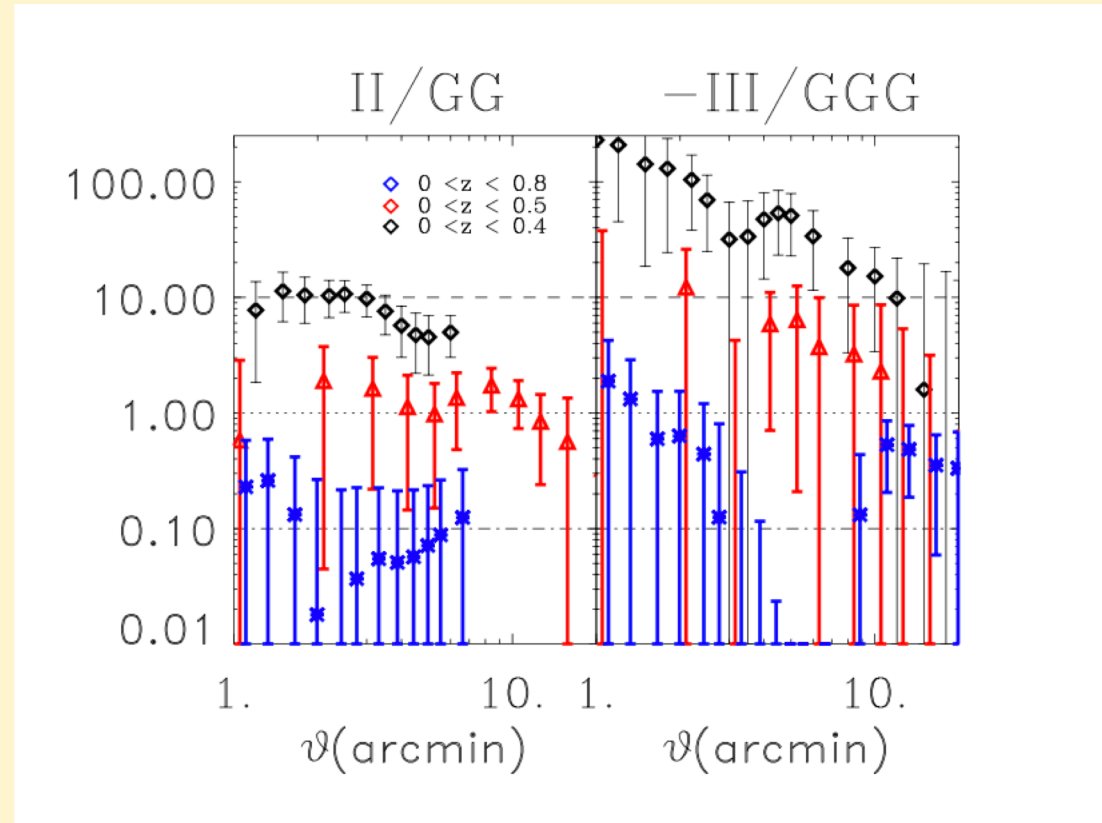 II/GG
−III/GGG
100.00
10.00
1.00
0.10
0.01
0 <z < 0.8
0 <z < 0.5
0 <z < 0.4
1. 10. 1. 10.
ϑ(arcmin) ϑ(arcmin)